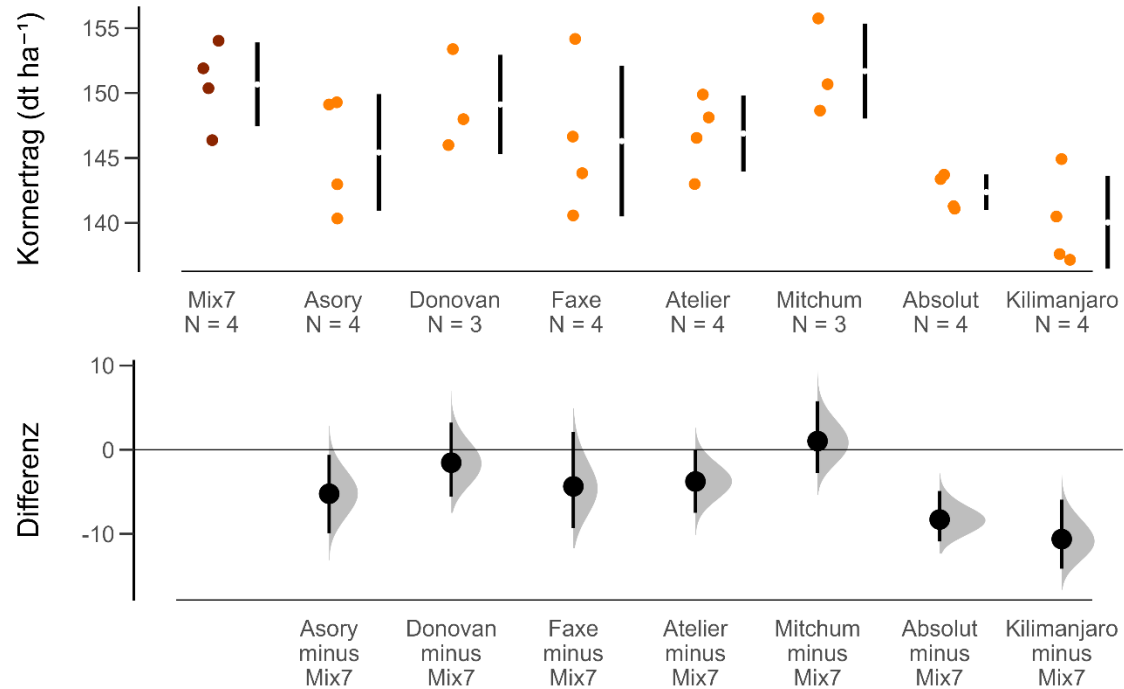 Kornertrag (dt ha⁻¹)
155
150
145
140
Mix7 Asory Donovan Faxe Atelier Mitchum Absolut Kilimanjaro
N = 4 N = 4 N = 3 N = 4 N = 4 N = 3 N = 4 N = 4
Differenz
10
0
-10
Asory Donovan Faxe Atelier Mitchum Absolut Kilimanjaro
minus minus minus minus minus minus minus
Mix7 Mix7 Mix7 Mix7 Mix7 Mix7 Mix7